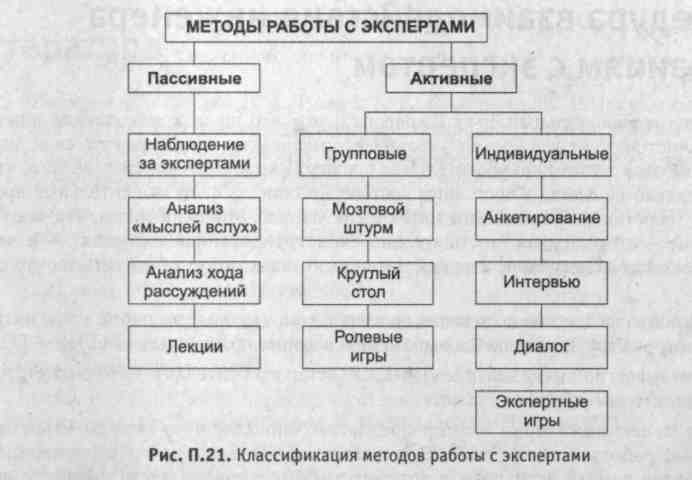 МЕТОДЫ РАБОТЫ С ЭКСПЕРТАМИ
Пассивные
Активные
Наблюдение
за экспертами
Групповые
Индивидуальные
Анализ
«мыслей вслух»
Мозговой
штурм
Анкетирование
Анализ хода
рассуждений
Круглый
стол
Интервью
Лекции
Ролевые
игры
Диалог
Экспертные
игры
Рис. П.21. Классификация методов работы с экспертами